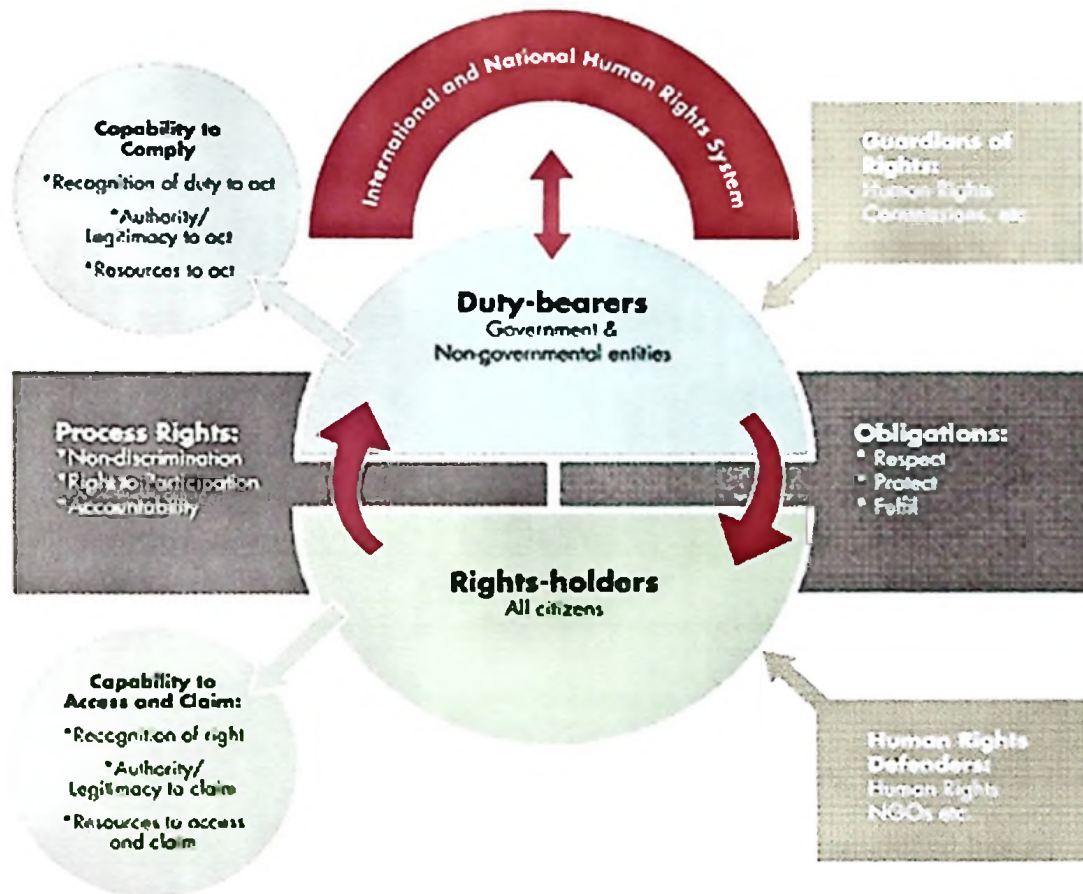 International and National Human Rights System
Capability to
Comply
*Recognition of duty to act
*Authority/
Legitimacy to act
*Resources to act
Guardians of
Rights:
Human Rights
Commissions, etc
Duty-bearers
Government &
Non-governmental entities
Process Rights:
*Non-discrimination
*Right to Participation
*Accountability
Obligations:
* Respect
* Protect
* Fulfil
Rights-holders
All citizens
Capability to
Access and Claim:
*Recognition of right
*Authority/
Legitimacy to claim
*Resources to access
and claim
Human Rights
Defenders:
Human Rights
NGOs etc.